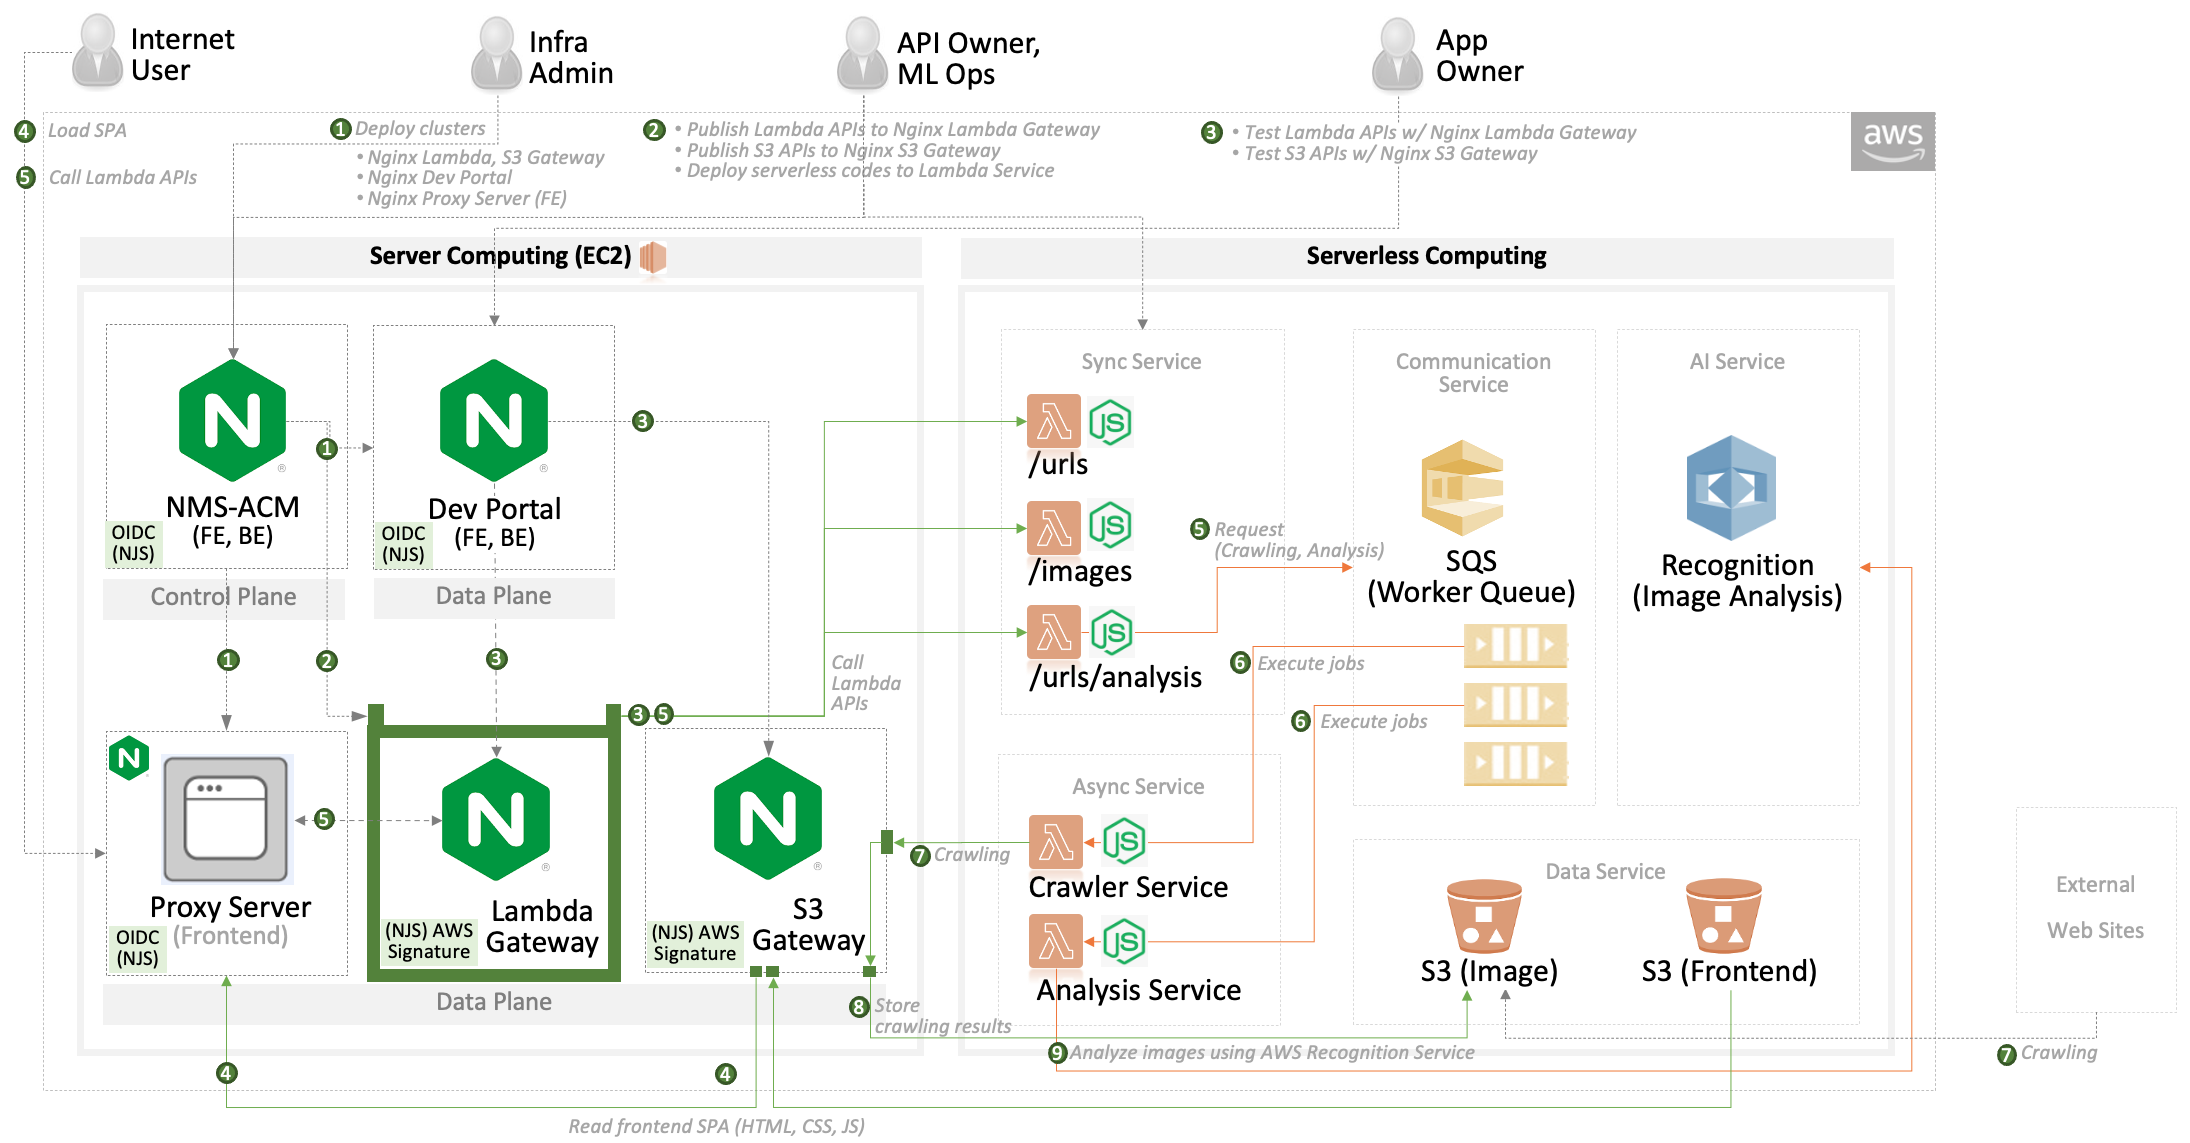 Internet
User
Infra
Admin
API Owner,
ML Ops
App
Owner
4 Load SPA
5 Call Lambda APIs
1 Deploy clusters
• Nginx Lambda, S3 Gateway
• Nginx Dev Portal
• Nginx Proxy Server (FE)
2 • Publish Lambda APIs to Nginx Lambda Gateway
• Publish S3 APIs to Nginx S3 Gateway
• Deploy serverless codes to Lambda Service
3 • Test Lambda APIs w/ Nginx Lambda Gateway
• Test S3 APIs w/ Nginx S3 Gateway
aws
Server Computing (EC2)
Serverless Computing
N
®
NMS-ACM
(FE, BE)
OIDC
(NJS)
Control Plane
1
N
®
Dev Portal
(FE, BE)
OIDC
(NJS)
Data Plane
3
1
2
3
N
Proxy Server
(Frontend)
OIDC
(NJS)
5
N
®
Lambda
Gateway
(NJS) AWS
Signature
3 5
Call
Lambda
APIs
N
®
S3
Gateway
(NJS) AWS
Signature
Data Plane
Sync Service
λ JS
/urls
λ JS
/images
λ JS
/urls/analysis
5 Request
(Crawling, Analysis)
Communication
Service
SQS
(Worker Queue)
AI Service
Recognition
(Image Analysis)
6 Execute jobs
6 Execute jobs
Async Service
λ JS
Crawler Service
λ JS
Analysis Service
7 Crawling
8 Store
crawling results
Data Service
S3 (Image)
S3 (Frontend)
External
Web Sites
9 Analyze images using AWS Recognition Service
7 Crawling
4
4
Read frontend SPA (HTML, CSS, JS)